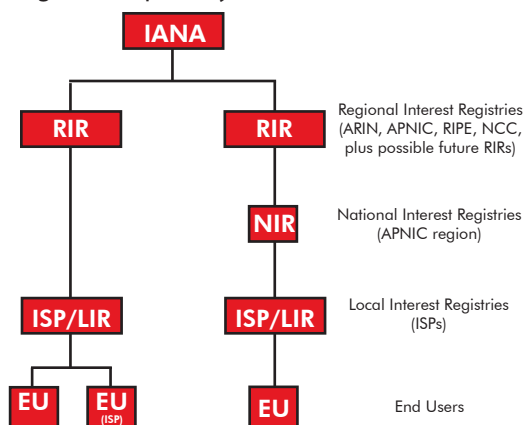 IANA
RIR
RIR
Regional Interest Registries
(ARIN, APNIC, RIPE, NCC,
plus possible future RIRs)
NIR
National Interest Registries
(APNIC region)
ISP/LIR
ISP/LIR
Local Interest Registries
(ISPs)
EU
EU
(ISP)
EU
End Users